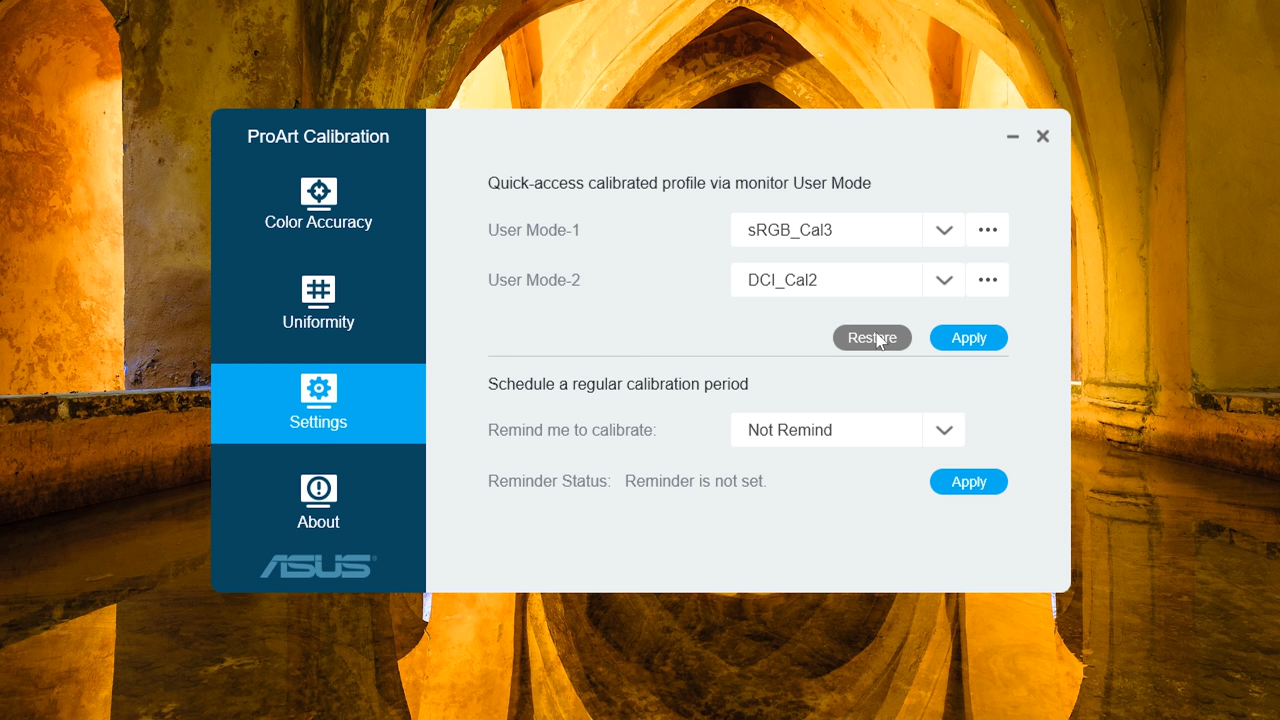 ProArt Calibration
Color Accuracy
Uniformity
Settings
About
ASUS
Quick-access calibrated profile via monitor User Mode
User Mode-1 sRGB_Cal3 •••
User Mode-2 DCI_Cal2 •••
Restore Apply
Schedule a regular calibration period
Remind me to calibrate: Not Remind
Reminder Status: Reminder is not set. Apply